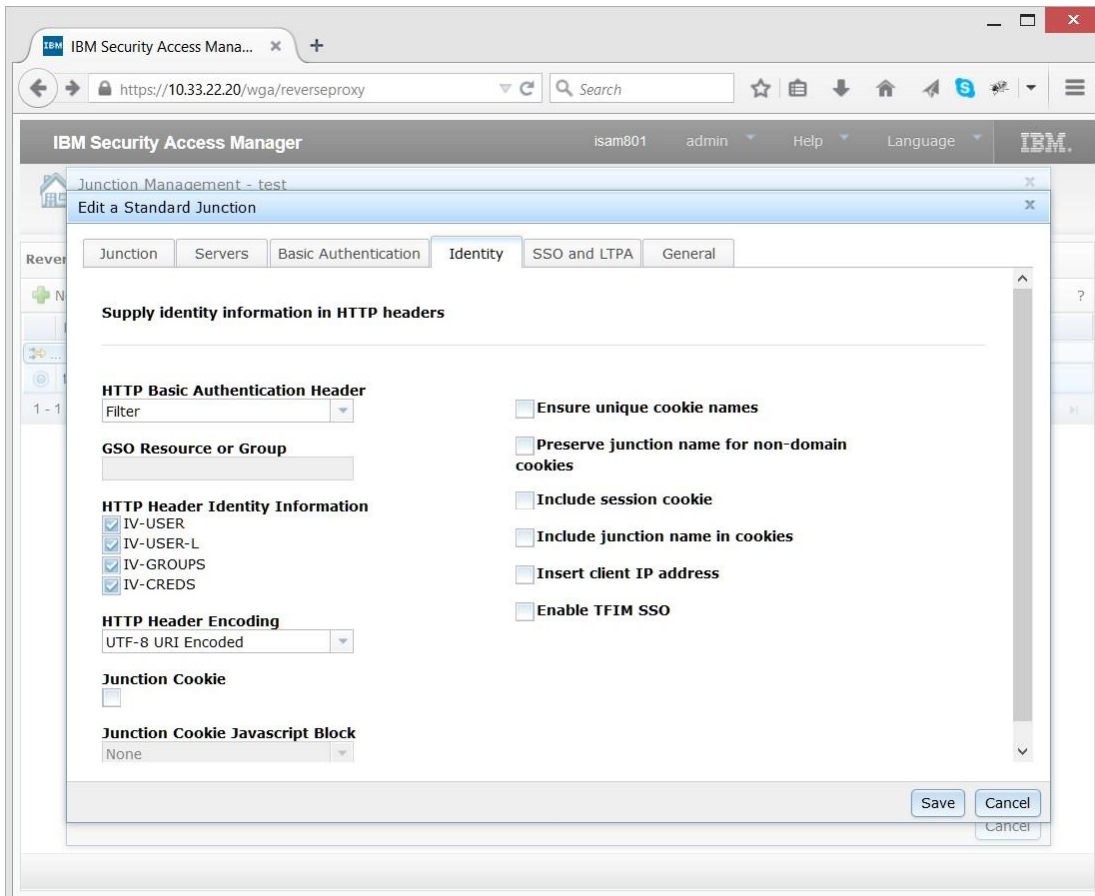 IBM IBM Security Access Mana... × +
https://10.33.22.20/wga/reverseproxy Search
IBM Security Access Manager isam801 admin Help Language IBM.
Junction Management - test x
Edit a Standard Junction x
Rever
Junction Servers Basic Authentication Identity SSO and LTPA General
N ?
Supply identity information in HTTP headers
HTTP Basic Authentication Header
Filter
GSO Resource or Group
HTTP Header Identity Information
IV-USER
IV-USER-L
IV-GROUPS
IV-CREDS
HTTP Header Encoding
UTF-8 URI Encoded
Junction Cookie
Junction Cookie Javascript Block
None
Ensure unique cookie names
Preserve junction name for non-domain
cookies
Include session cookie
Include junction name in cookies
Insert client IP address
Enable TFIM SSO
1 - 1
Save Cancel
Cancel